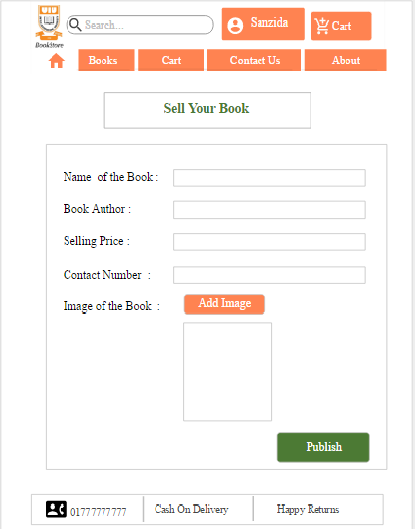 BookStore
Search...
Sanzida
Cart
Books
Cart
Contact Us
About
Sell Your Book
Name of the Book :
Book Author :
Selling Price :
Contact Number :
Image of the Book :
Add Image
Publish
01777777777
Cash On Delivery
Happy Returns